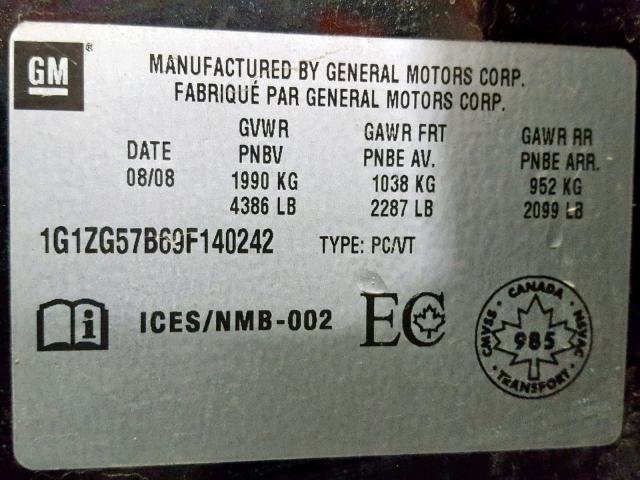 GM ®
MANUFACTURED BY GENERAL MOTORS CORP.
FABRIQUÉ PAR GENERAL MOTORS CORP.
DATE
08/08
GVWR
PNBV
1990 KG
4386 LB
GAWR FRT
PNBE AV.
1038 KG
2287 LB
GAWR RR
PNBE ARR.
952 KG
2099 LB
1G1ZG57B69F140242 TYPE: PC/VT
i ICES/NMB-002 EC
CANADA
CMVSS 985 NSVAC
TRANSPORT